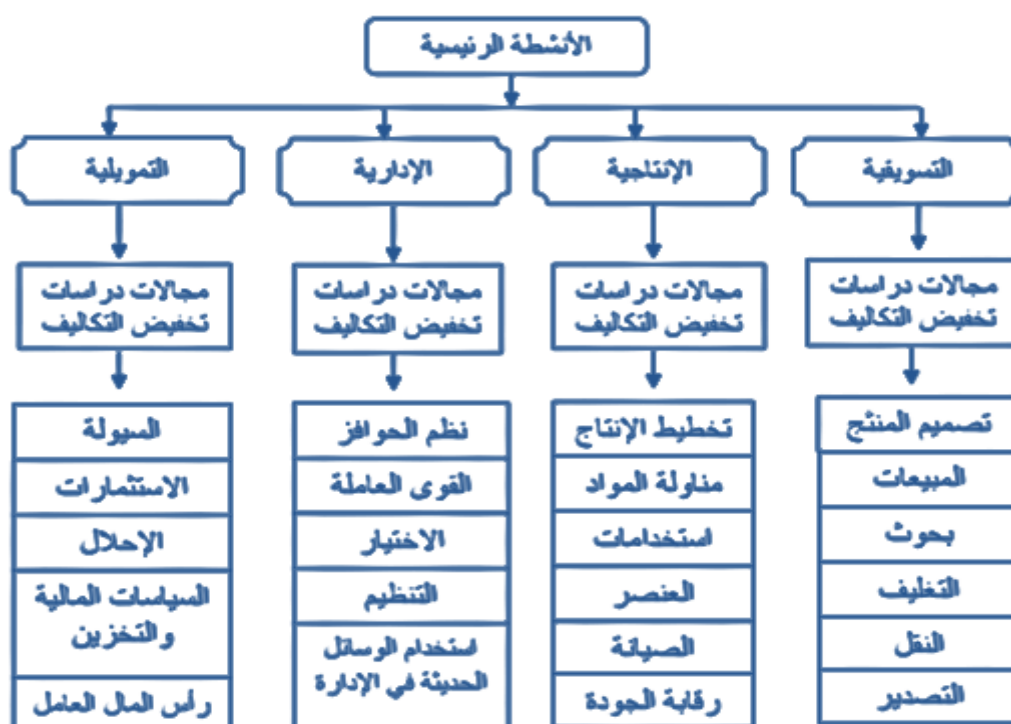 الأنشطة الرئيسية
التسويقية
الإنتاجية
الإدارية
التمويلية
مجالات دراسات
تخفيض التكاليف
مجالات دراسات
تخفيض التكاليف
مجالات دراسات
تخفيض التكاليف
مجالات دراسات
تخفيض التكاليف
تصميم المنتج
المبيعات
بحوث
التغليف
النقل
التصدير
تخطيط الإنتاج
مناولة المواد
استخدامات
العنصر
الصيانة
رقابة الجودة
نظم الحوافز
القوى العاملة
الاختيار
التنظيم
استخدام الوسائل
الحديثة في الإدارة
السيولة
الاستثمارات
الإحلال
السياسات المالية
والتخزين
رأس المال العامل